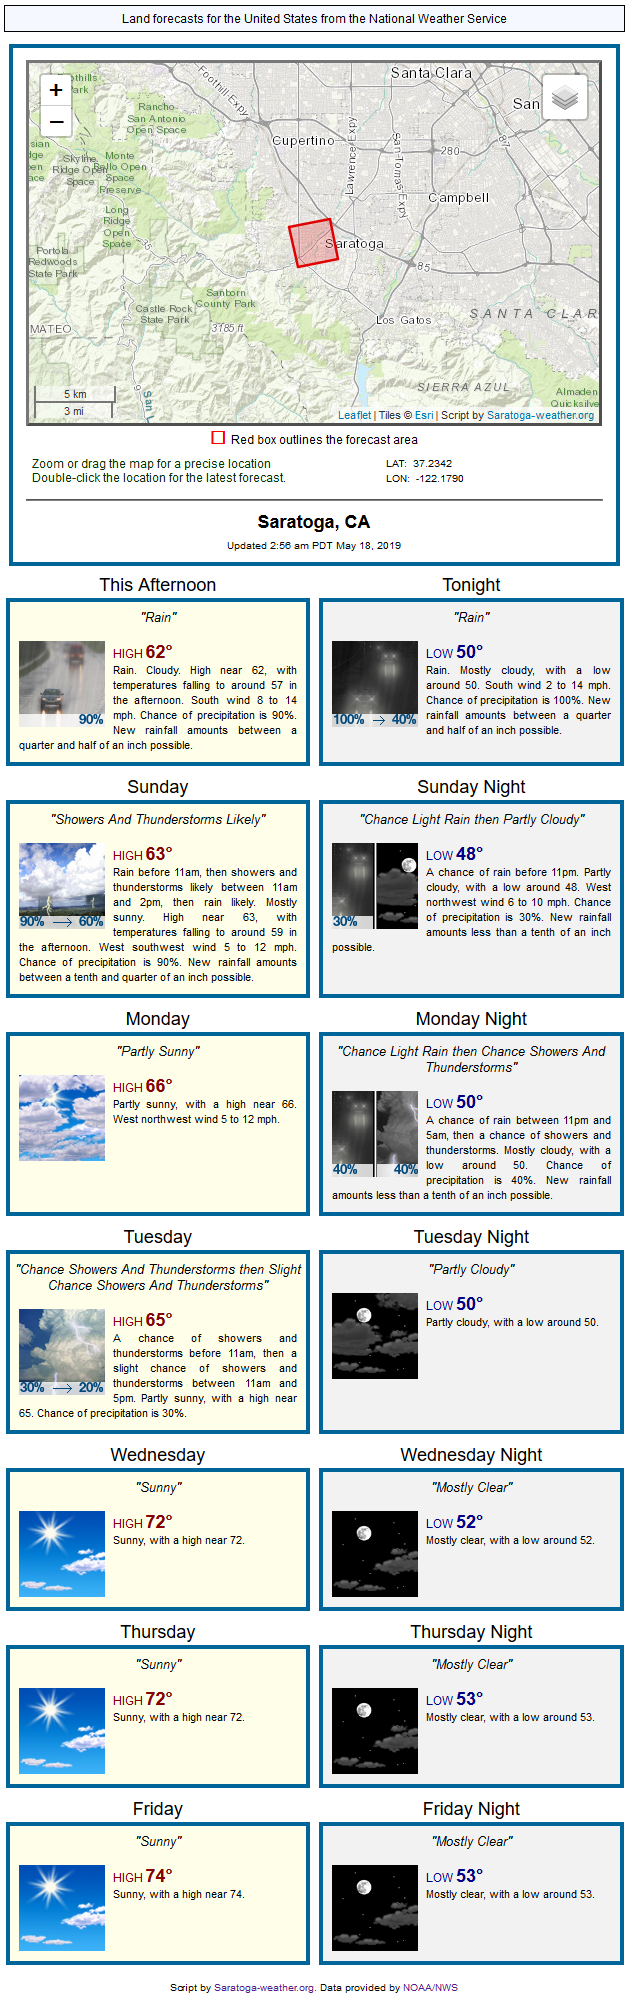 Land forecasts for the United States from the National Weather Service
+
−
Foothills
Park
Foothill Expy
Santa Clara
Rancho
San Antonio
Open Space
San
Cupertino
Lawrence Expy
San Tomas Expy
280
87
Skyline
Ridge Open
Space
Monte
Bello Open
Space
Preserve
Campbell
Long
Ridge
Open
Space
Saratoga
35
Portola
Redwoods
State Park
85
Sanborn
County Park
Castle Rock
State Park
SANTA CLAR
MATEO
3185 ft
Los Gatos
9
SIERRA AZUL
Almaden
Quicksilve
5 km
3 mi
San L
Leaflet | Tiles © Esri | Script by Saratoga-weather.org
Red box outlines the forecast area
Zoom or drag the map for a precise location
Double-click the location for the latest forecast.
LAT: 37.2342
LON: -122.1790
Saratoga, CA
Updated 2:56 am PDT May 18, 2019
This Afternoon
"Rain"
90%
HIGH 62°
Rain. Cloudy. High near 62, with
temperatures falling to around 57 in
the afternoon. South wind 8 to 14
mph. Chance of precipitation is 90%.
New rainfall amounts between a
quarter and half of an inch possible.
Tonight
"Rain"
100% → 40%
LOW 50°
Rain. Mostly cloudy, with a low
around 50. South wind 2 to 14 mph.
Chance of precipitation is 100%. New
rainfall amounts between a quarter
and half of an inch possible.
Sunday
"Showers And Thunderstorms Likely"
90% → 60%
HIGH 63°
Rain before 11am, then showers and
thunderstorms likely between 11am
and 2pm, then rain likely. Mostly
sunny. High near 63, with
temperatures falling to around 59 in
the afternoon. West southwest wind 5 to 12 mph.
Chance of precipitation is 90%. New rainfall amounts
between a tenth and quarter of an inch possible.
Sunday Night
"Chance Light Rain then Partly Cloudy"
30%
LOW 48°
A chance of rain before 11pm. Partly
cloudy, with a low around 48. West
northwest wind 6 to 10 mph. Chance
of precipitation is 30%. New rainfall
amounts less than a tenth of an inch
possible.
Monday
"Partly Sunny"
HIGH 66°
Partly sunny, with a high near 66.
West northwest wind 5 to 12 mph.
Monday Night
"Chance Light Rain then Chance Showers And
Thunderstorms"
40% 40%
LOW 50°
A chance of rain between 11pm and
5am, then a chance of showers and
thunderstorms. Mostly cloudy, with a
low around 50. Chance of
precipitation is 40%. New rainfall
amounts less than a tenth of an inch possible.
Tuesday
"Chance Showers And Thunderstorms then Slight
Chance Showers And Thunderstorms"
30% → 20%
HIGH 65°
A chance of showers and
thunderstorms before 11am, then a
slight chance of showers and
thunderstorms between 11am and
5pm. Partly sunny, with a high near
65. Chance of precipitation is 30%.
Tuesday Night
"Partly Cloudy"
LOW 50°
Partly cloudy, with a low around 50.
Wednesday
"Sunny"
HIGH 72°
Sunny, with a high near 72.
Wednesday Night
"Mostly Clear"
LOW 52°
Mostly clear, with a low around 52.
Thursday
"Sunny"
HIGH 72°
Sunny, with a high near 72.
Thursday Night
"Mostly Clear"
LOW 53°
Mostly clear, with a low around 53.
Friday
"Sunny"
HIGH 74°
Sunny, with a high near 74.
Friday Night
"Mostly Clear"
LOW 53°
Mostly clear, with a low around 53.
Script by Saratoga-weather.org. Data provided by NOAA/NWS